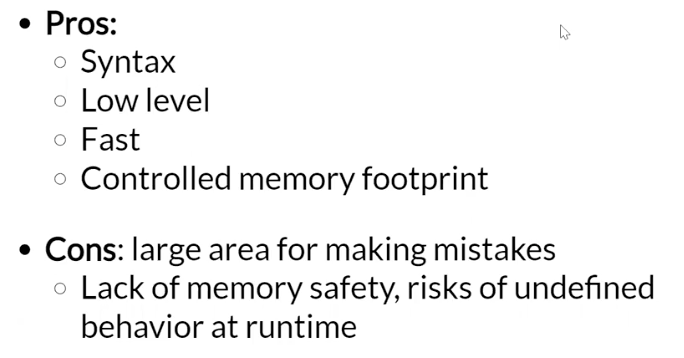 Pros:
Syntax
Low level
Fast
Controlled memory footprint
Cons: large area for making mistakes
Lack of memory safety, risks of undefined
behavior at runtime